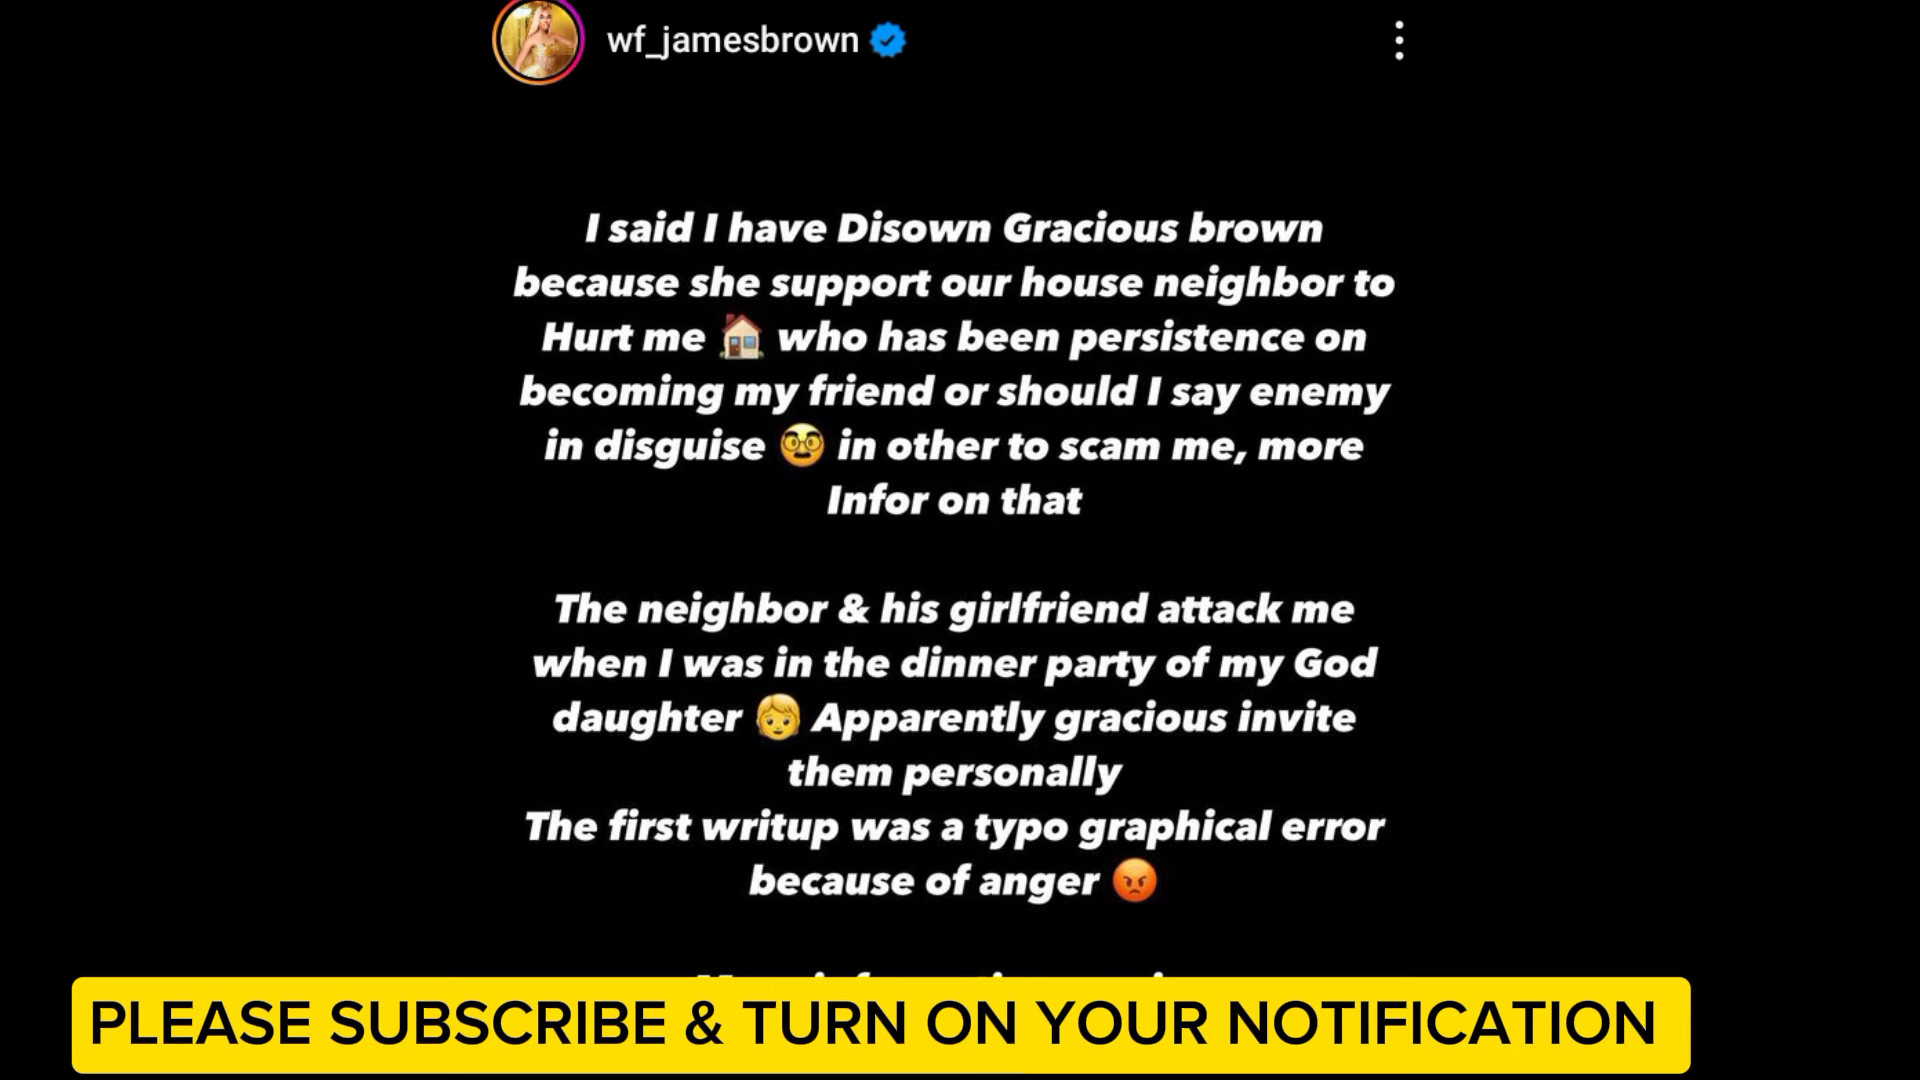 wf_jamesbrown
I said I have Disown Gracious brown
because she support our house neighbor to
Hurt me 🏠 who has been persistence on
becoming my friend or should I say enemy
in disguise 🥸 in other to scam me, more
Infor on that
The neighbor & his girlfriend attack me
when I was in the dinner party of my God
daughter 👧 Apparently gracious invite
them personally
The first writup was a typo graphical error
because of anger 😡
PLEASE SUBSCRIBE & TURN ON YOUR NOTIFICATION